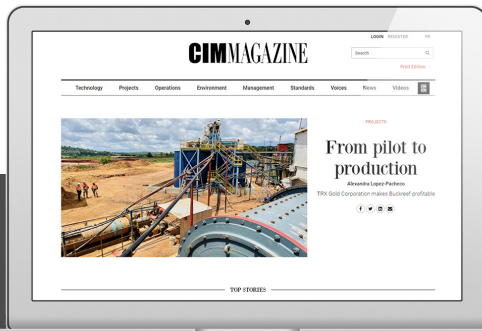 LOGIN REGISTER FR
CIMMAGAZINE
Search
Print Edition
Technology Projects Operations Environment Management Standards Voices News Videos
PROJECTS
From pilot to
production
Alexandra Lopez-Pacheco
TRX Gold Corporation makes Buckreef profitable
TOP STORIES